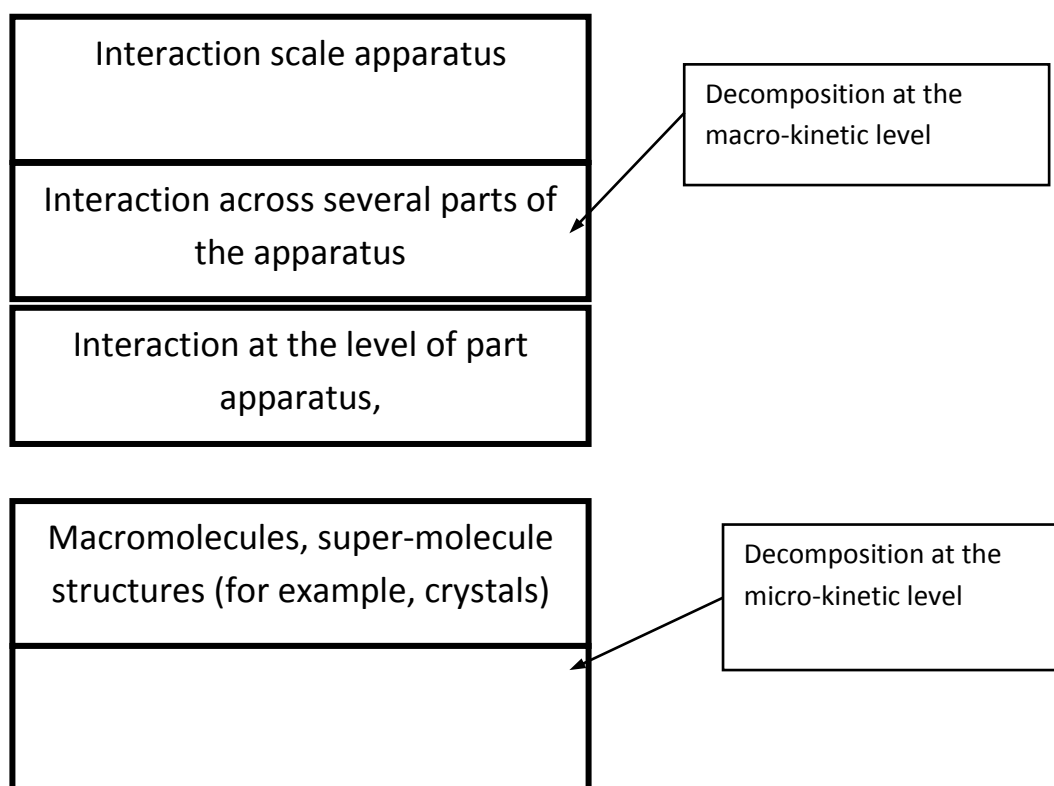 Interaction scale apparatus
Decomposition at the
macro-kinetic level
Interaction across several parts of
the apparatus
Interaction at the level of part
apparatus,
Macromolecules, super-molecule
structures (for example, crystals)
Decomposition at the
micro-kinetic level